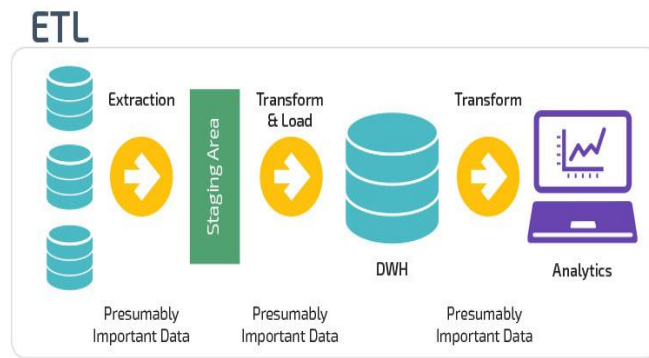 ETL
Extraction
Staging Area
Transform
& Load
Transform
DWH
Analytics
Presumably
Important Data
Presumably
Important Data
Presumably
Important Data